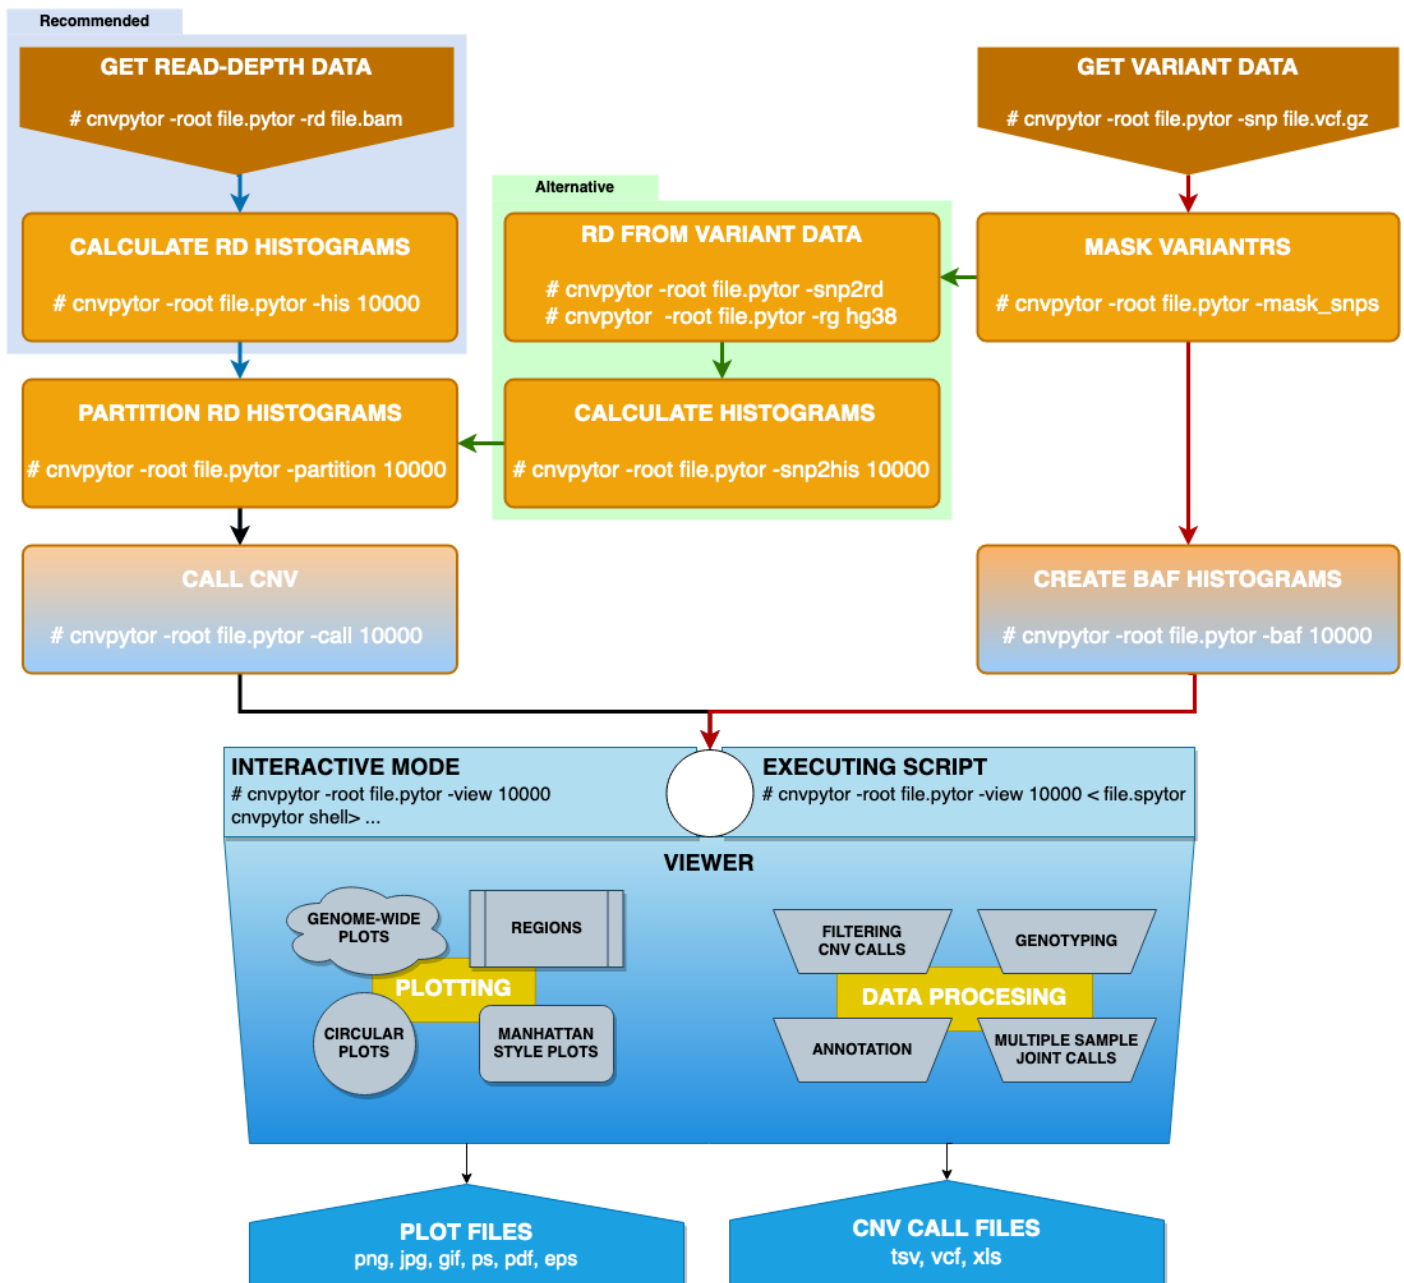 Recommended
GET READ-DEPTH DATA
# cnvpytor -root file.pytor -rd file.bam
GET VARIANT DATA
# cnvpytor -root file.pytor -snp file.vcf.gz
CALCULATE RD HISTOGRAMS
# cnvpytor -root file.pytor -his 10000
Alternative
RD FROM VARIANT DATA
# cnvpytor -root file.pytor -snp2rd
# cnvpytor -root file.pytor -rg hg38
MASK VARIANTRS
# cnvpytor -root file.pytor -mask_snps
PARTITION RD HISTOGRAMS
# cnvpytor -root file.pytor -partition 10000
CALCULATE HISTOGRAMS
# cnvpytor -root file.pytor -snp2his 10000
CALL CNV
# cnvpytor -root file.pytor -call 10000
CREATE BAF HISTOGRAMS
# cnvpytor -root file.pytor -baf 10000
INTERACTIVE MODE
# cnvpytor -root file.pytor -view 10000
cnvpytor shell> ...
EXECUTING SCRIPT
# cnvpytor -root file.pytor -view 10000 < file.spytor
VIEWER
GENOME-WIDE
PLOTS
REGIONS
PLOTTING
CIRCULAR
PLOTS
MANHATTAN
STYLE PLOTS
FILTERING
CNV CALLS
GENOTYPING
DATA PROCESING
ANNOTATION
MULTIPLE SAMPLE
JOINT CALLS
PLOT FILES
png, jpg, gif, ps, pdf, eps
CNV CALL FILES
tsv, vcf, xls